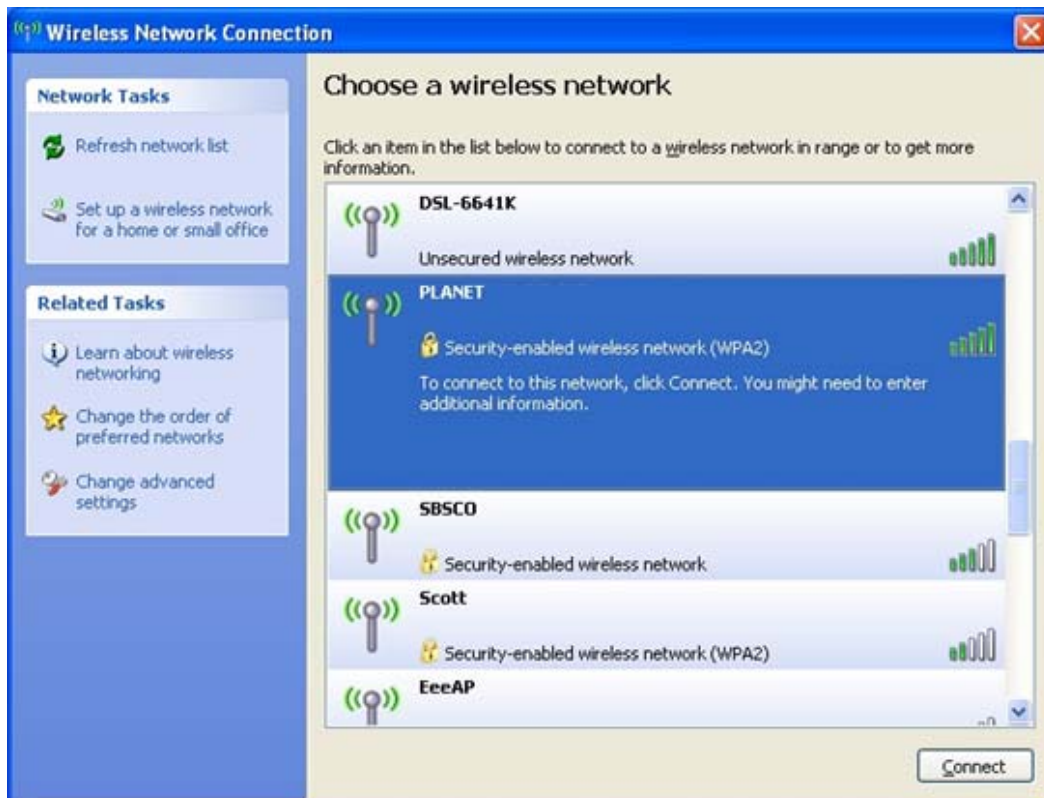 Wireless Network Connection
Network Tasks
Refresh network list
Set up a wireless network
for a home or small office
Related Tasks
Learn about wireless
networking
Change the order of
preferred networks
Change advanced
settings
Choose a wireless network
Click an item in the list below to connect to a wireless network in range or to get more
information.
DSL-6641K
Unsecured wireless network
PLANET
Security-enabled wireless network (WPA2)
To connect to this network, click Connect. You might need to enter
additional information.
SBSCO
Security-enabled wireless network
Scott
Security-enabled wireless network (WPA2)
EeeAP
Connect